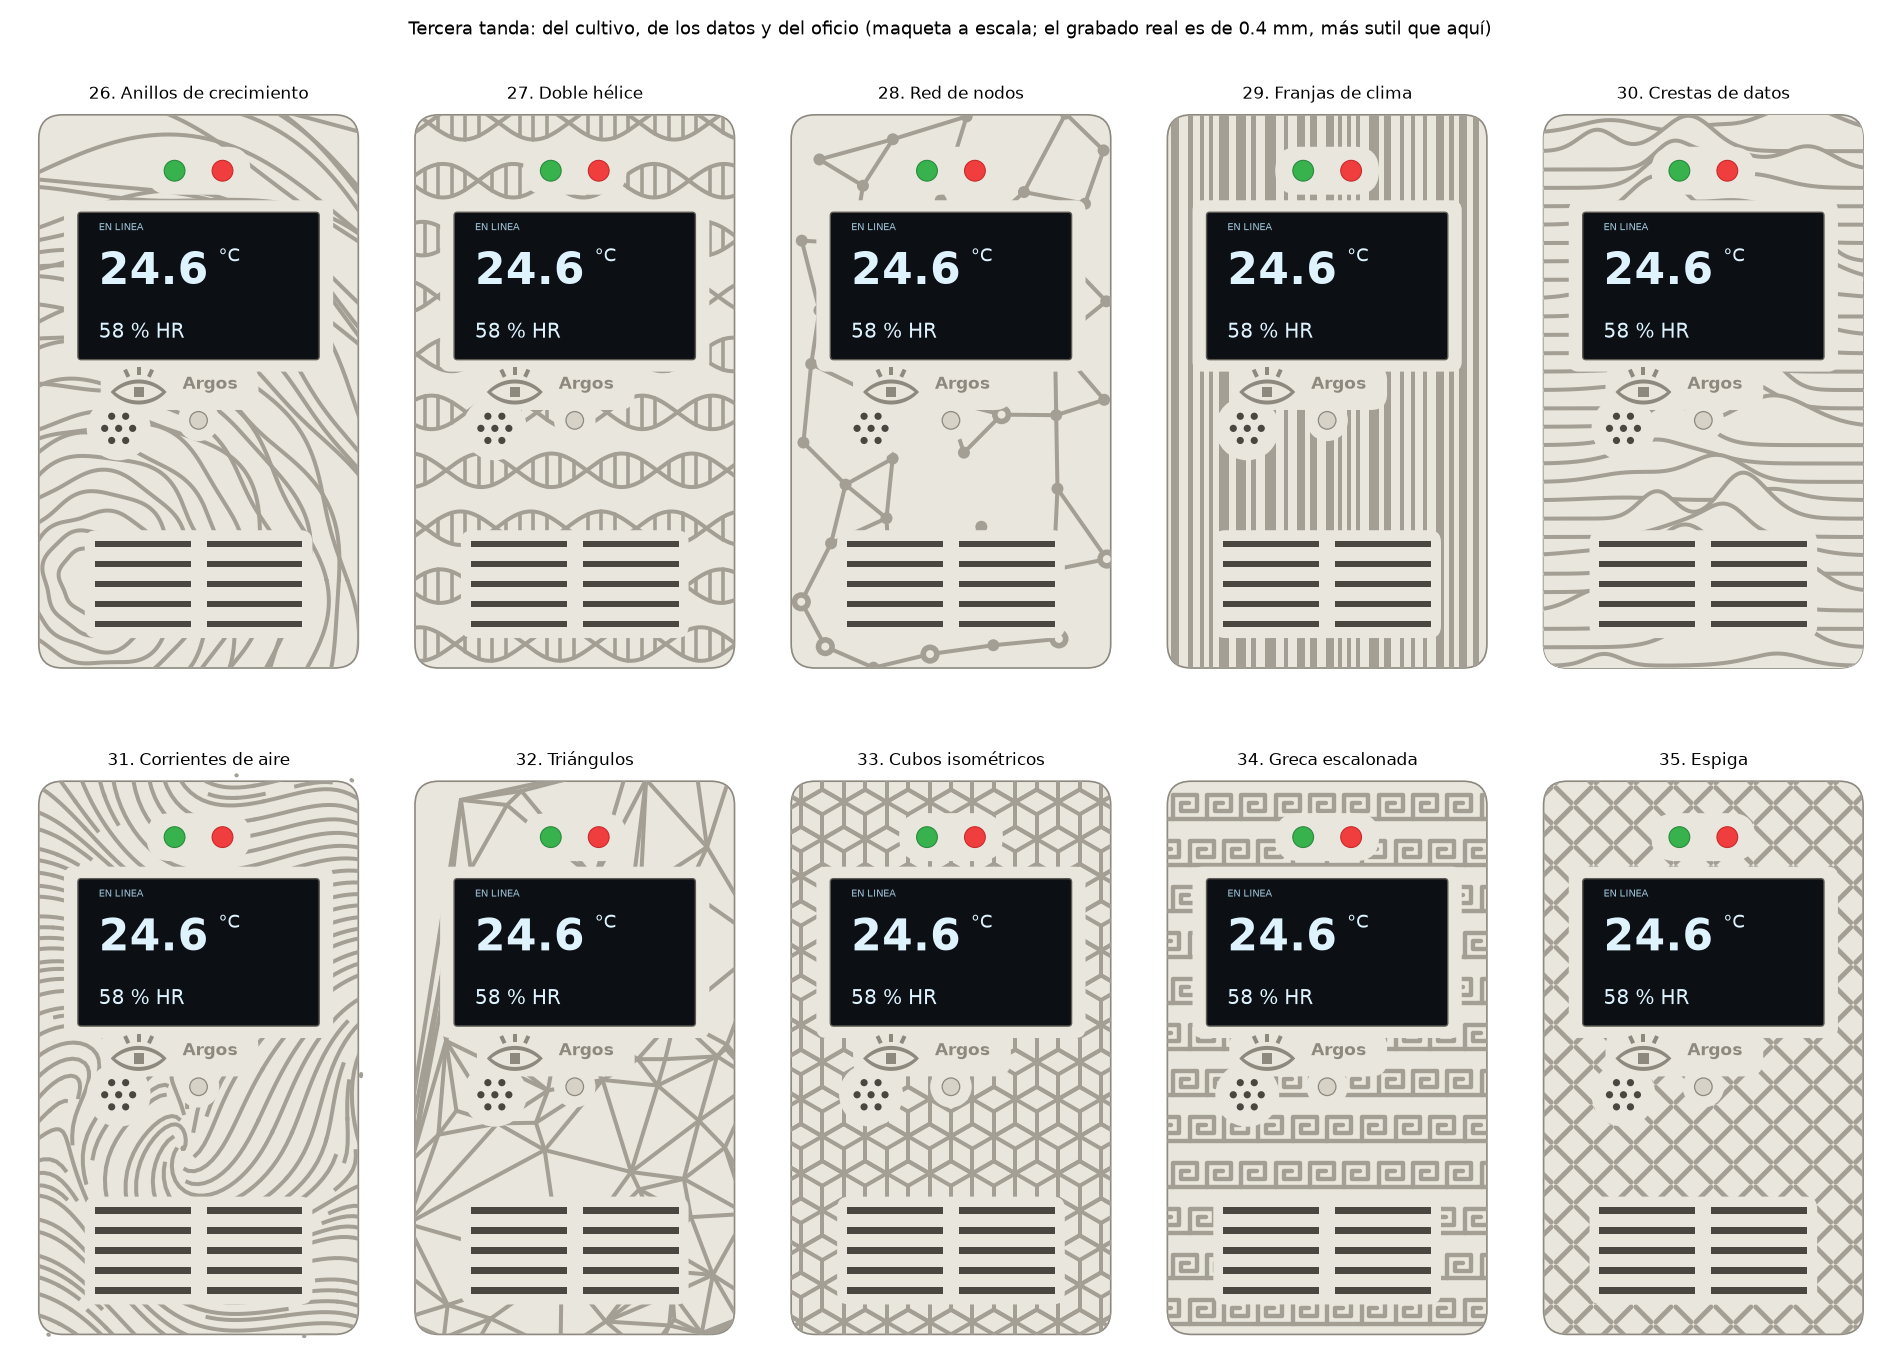 Tercera tanda: del cultivo, de los datos y del oficio (maqueta a escala; el grabado real es de 0.4 mm, más sutil que aquí)
26. Anillos de crecimiento
EN LINEA
24.6 °C
58 % HR
Argos
27. Doble hélice
EN LINEA
24.6 °C
58 % HR
Argos
28. Red de nodos
EN LINEA
24.6 °C
58 % HR
Argos
29. Franjas de clima
EN LINEA
24.6 °C
58 % HR
Argos
30. Crestas de datos
EN LINEA
24.6 °C
58 % HR
Argos
31. Corrientes de aire
EN LINEA
24.6 °C
58 % HR
Argos
32. Triángulos
EN LINEA
24.6 °C
58 % HR
Argos
33. Cubos isométricos
EN LINEA
24.6 °C
58 % HR
Argos
34. Greca escalonada
EN LINEA
24.6 °C
58 % HR
Argos
35. Espiga
EN LINEA
24.6 °C
58 % HR
Argos